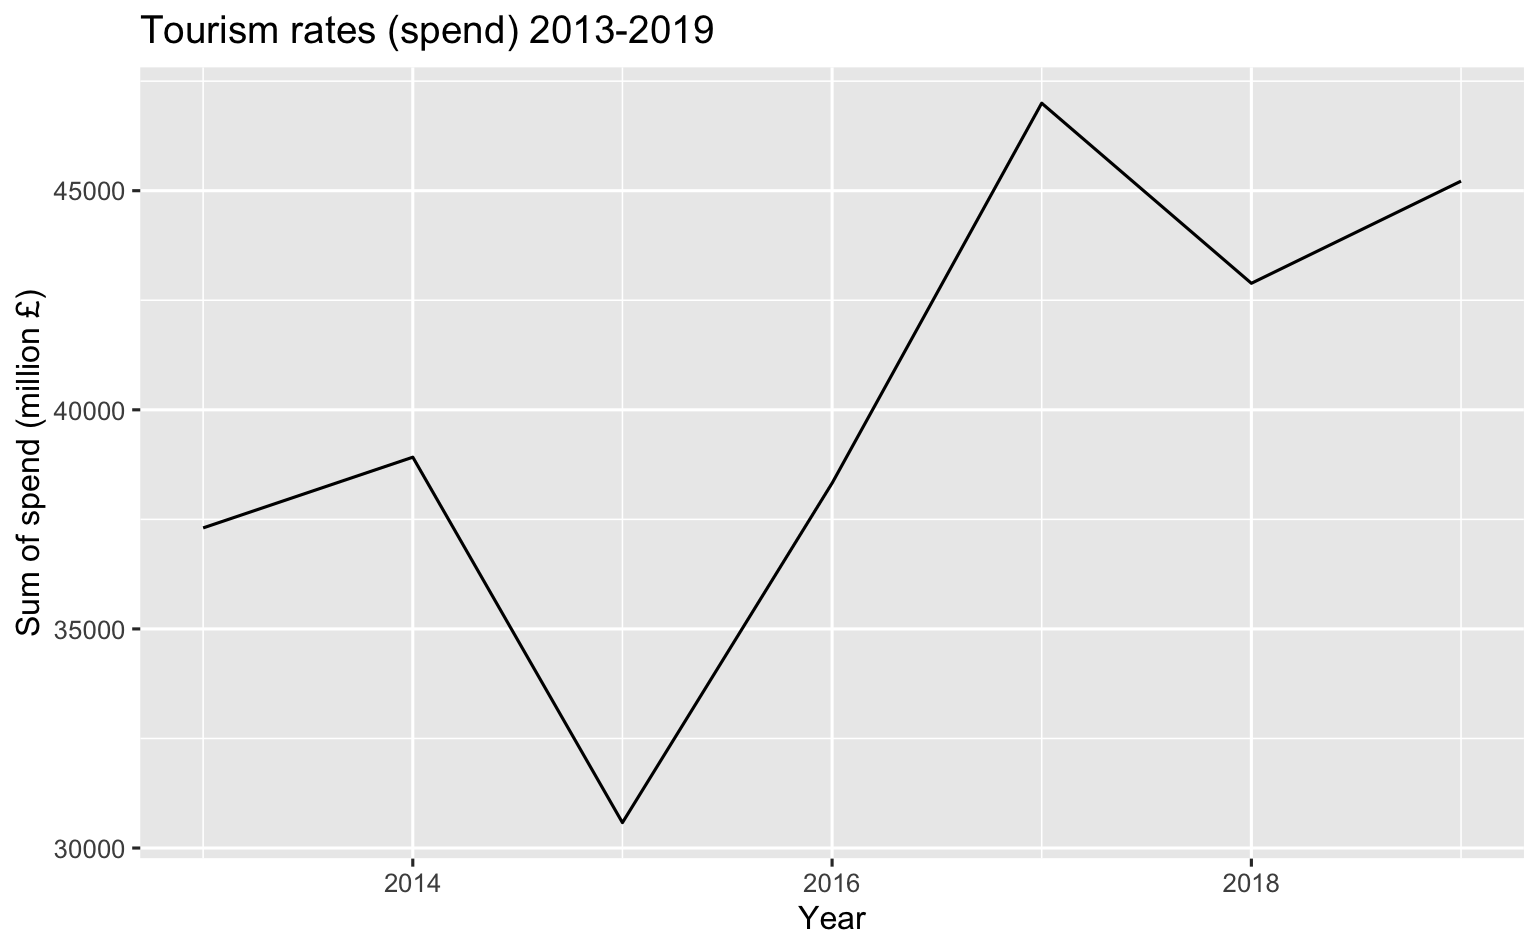 Tourism rates (spend) 2013-2019
Sum of spend (million £)
45000
40000
35000
30000
2014
2016
2018
Year